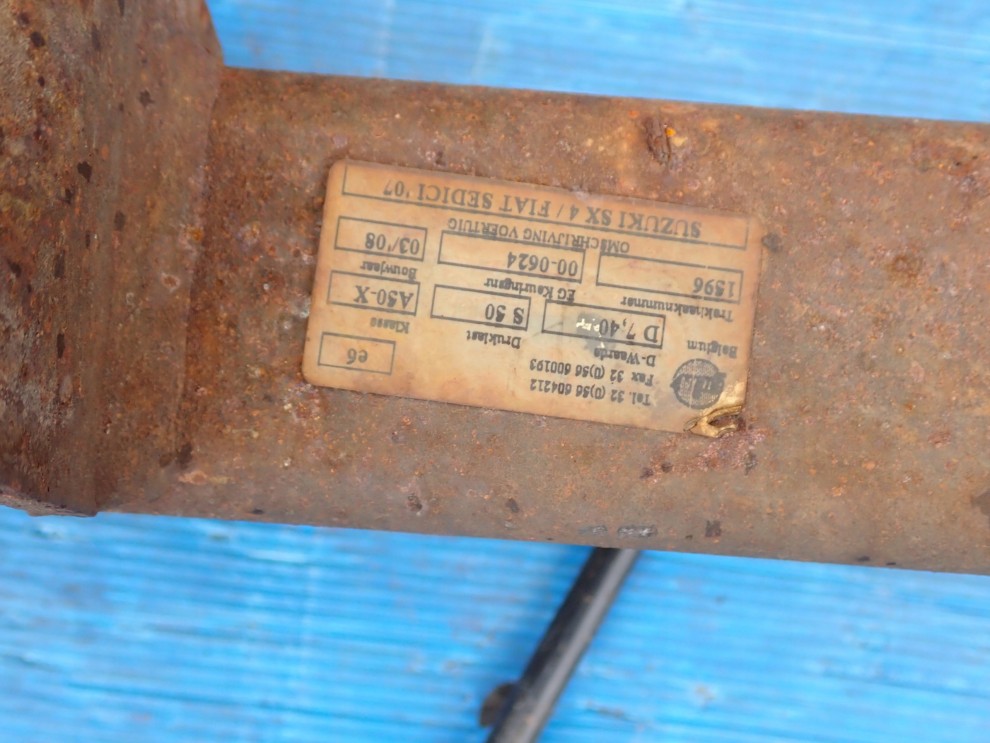 Tel. 32 (0)56 604212
Fax 32 (0)56 600193
e6
Belgium
D-Waarde
Druklast
Klasse
D 7,40
S 50
A50-X
Trekhaaknummer
EG Keuringsnr
Bouwjaar
1596
00-0624
03/'08
OMSCHRIJVING VOERTUIG
SUZUKI SX 4 / FIAT SEDICI '07